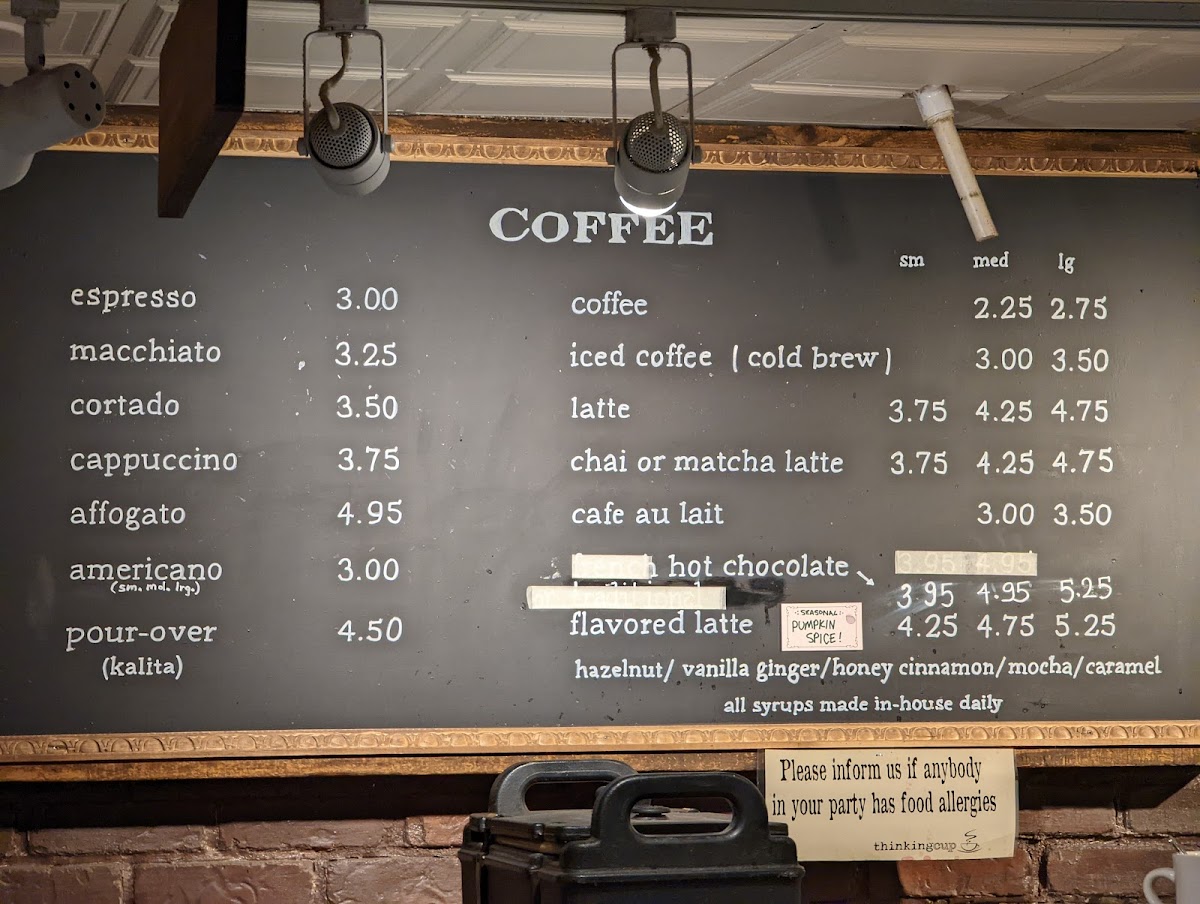 COFFEE
espresso 3.00
macchiato 3.25
cortado 3.50
cappuccino 3.75
affogato 4.95
americano 3.00
(sm. med. lrg.)
pour-over 4.50
(kalita)
sm med lg
coffee 2.25 2.75
iced coffee (cold brew) 3.00 3.50
latte 3.75 4.25 4.75
chai or matcha latte 3.75 4.25 4.75
cafe au lait 3.00 3.50
french hot chocolate 3.95 4.95
or traditional 3.95 4.95 5.25
flavored latte 4.25 4.75 5.25
SEASONAL:
PUMPKIN
SPICE!
hazelnut/ vanilla ginger/honey cinnamon/mocha/caramel
all syrups made in-house daily
Please inform us if anybody
in your party has food allergies
thinkingcup